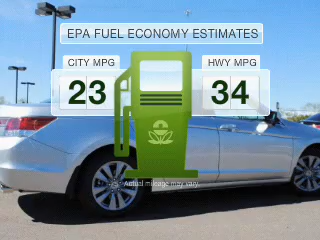 EPA FUEL ECONOMY ESTIMATES
CITY MPG HWY MPG
23 34
Actual mileage may vary.